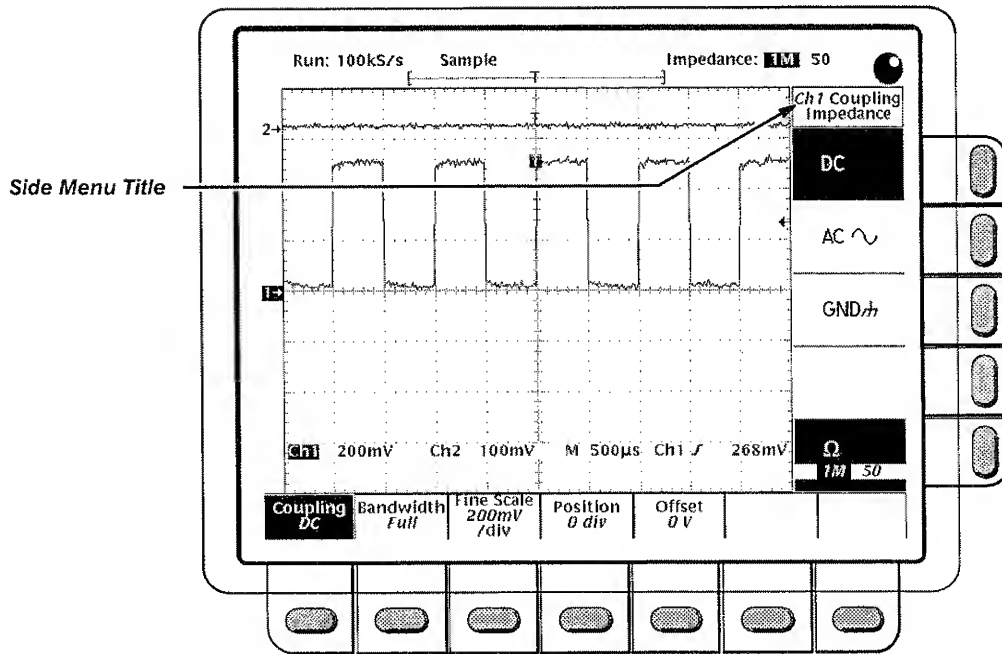 Run: 100kS/s Sample Impedance: 1M 50
T
Ch1 Coupling
Impedance
2→
T
DC
Side Menu Title
AC
1→
GND
Ch1 200mV Ch2 100mV M 500µs Ch1 268mV
Ω
1M 50
Coupling
DC
Bandwidth
Full
Fine Scale
200mV
/div
Position
0 div
Offset
0 V